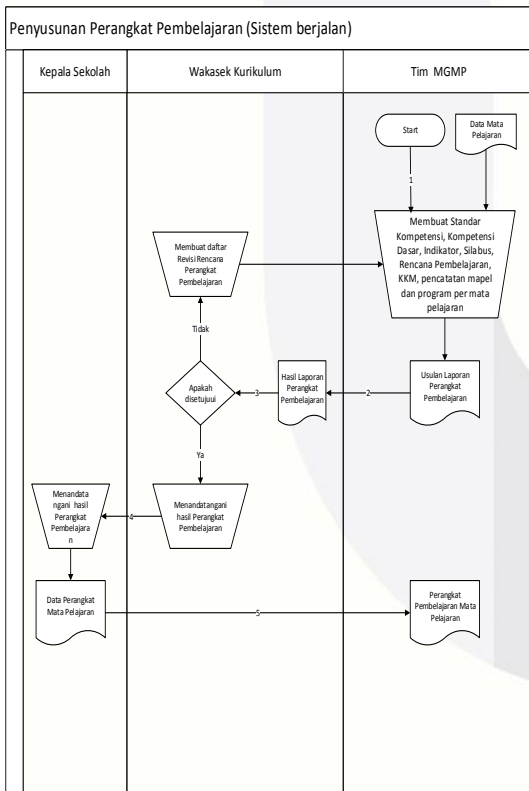 Penyusunan Perangkat Pembelajaran (Sistem berjalan)
Kepala Sekolah
Wakasek Kurikulum
Tim MGMP
Start
Data Mata
Pelajaran
1
Membuat Standar
Kompetensi, Kompetensi
Dasar, Indikator, Silabus,
Rencana Pembelajaran,
KKM, pencatatan mapel
dan program per mata
pelajaran
Membuat daftar
Revisi Rencana
Perangkat
Pembelajaran
Tidak
Apakah
disetujuui
3
Hasil Laporan
Perangkat
Pembelajaran
2
Usulan Laporan
Perangkat
Pembelajaran
Ya
Menandata
ngani hasil
Perangkat
Pembelajara
n
4
Menandatangani
hasil Perangkat
Pembelajaran
Data Perangkat
Mata Pelajaran
5
Perangkat
Pembelajaran Mata
Pelajaran